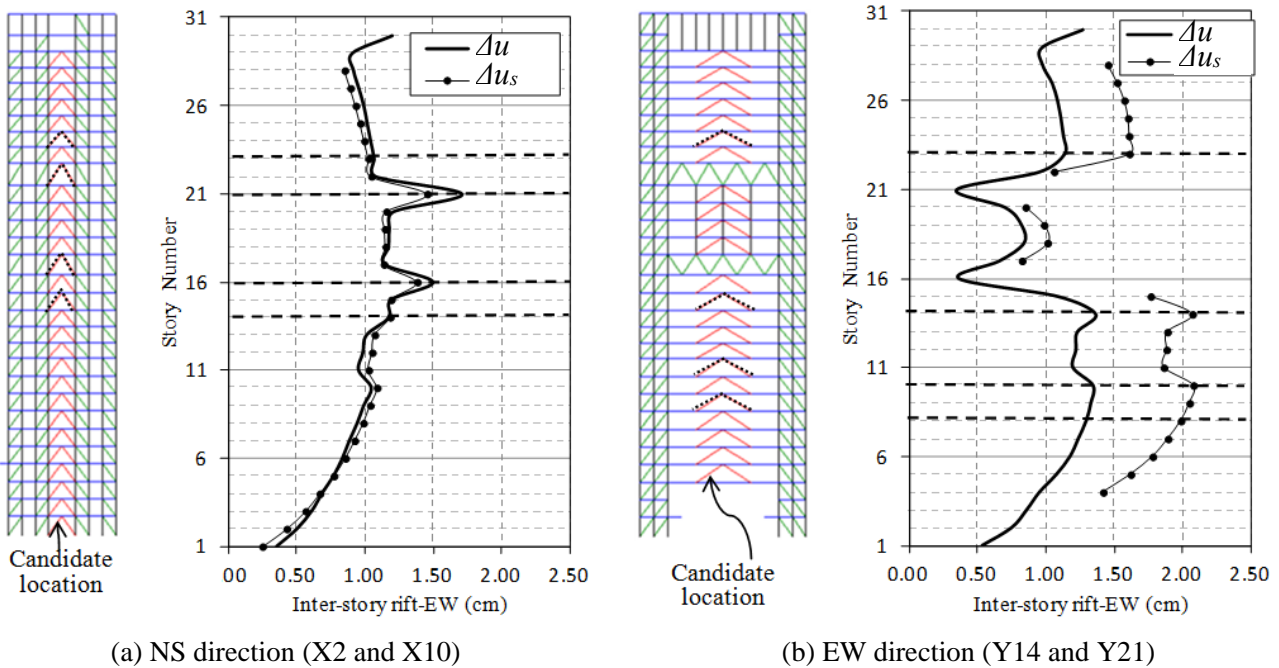 31
26
21
16
11
6
1
Story Number
Δu
Δuₛ
00 0.50 1.00 1.50 2.00 2.50
Inter-story rift-EW (cm)
Candidate
location
(a) NS direction (X2 and X10)
31
26
21
16
11
6
1
Story Number
Δu
Δuₛ
0.00 0.50 1.00 1.50 2.00 2.50
Inter-story rift-EW (cm)
Candidate
location
(b) EW direction (Y14 and Y21)